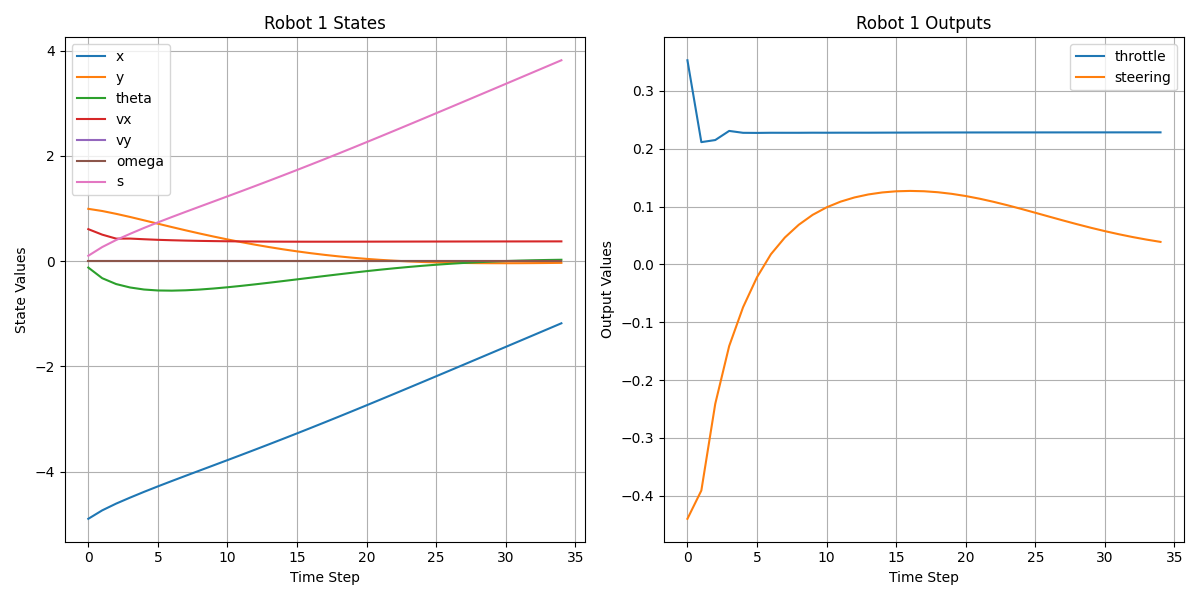 Robot 1 States
State Values
4
2
0
−2
−4
x
y
theta
vx
vy
omega
s
0 5 10 15 20 25 30 35
Time Step
Robot 1 Outputs
Output Values
0.3
0.2
0.1
0.0
−0.1
−0.2
−0.3
−0.4
throttle
steering
0 5 10 15 20 25 30 35
Time Step